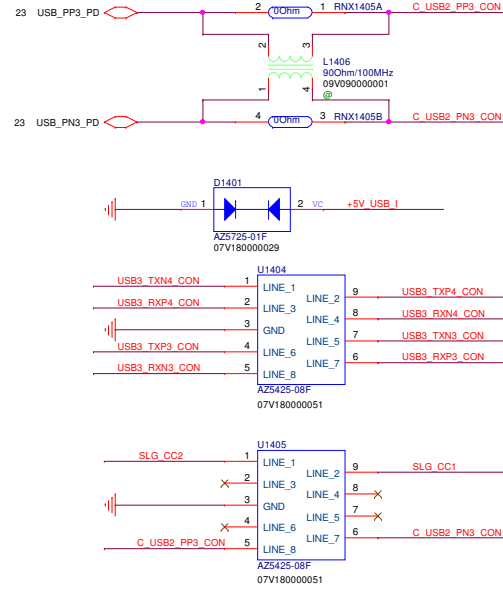 23 USB_PP3_PD 2 0Ohm 1 RNX1405A C_USB2_PP3_CON
2 3
L1406
90Ohm/100MHz
09V090000001
@
1 4
23 USB_PN3_PD 4 0Ohm 3 RNX1405B C_USB2_PN3_CON
D1401
GND 1 2 VC +5V_USB_I
AZ5725-01F
07V180000029
U1404
USB3_TXN4_CON 1 LINE_1
LINE_2 9 USB3_TXP4_CON
USB3_RXP4_CON 2 LINE_3
LINE_4 8 USB3_RXN4_CON
3 GND
LINE_5 7 USB3_TXN3_CON
USB3_TXP3_CON 4 LINE_6
LINE_7 6 USB3_RXP3_CON
USB3_RXN3_CON 5 LINE_8
AZ5425-08F
07V180000051
U1405
SLG_CC2 1 LINE_1
LINE_2 9 SLG_CC1
2 LINE_3
LINE_4 8
3 GND
LINE_5 7
4 LINE_6
LINE_7 6 C_USB2_PN3_CON
C_USB2_PP3_CON 5 LINE_8
AZ5425-08F
07V180000051